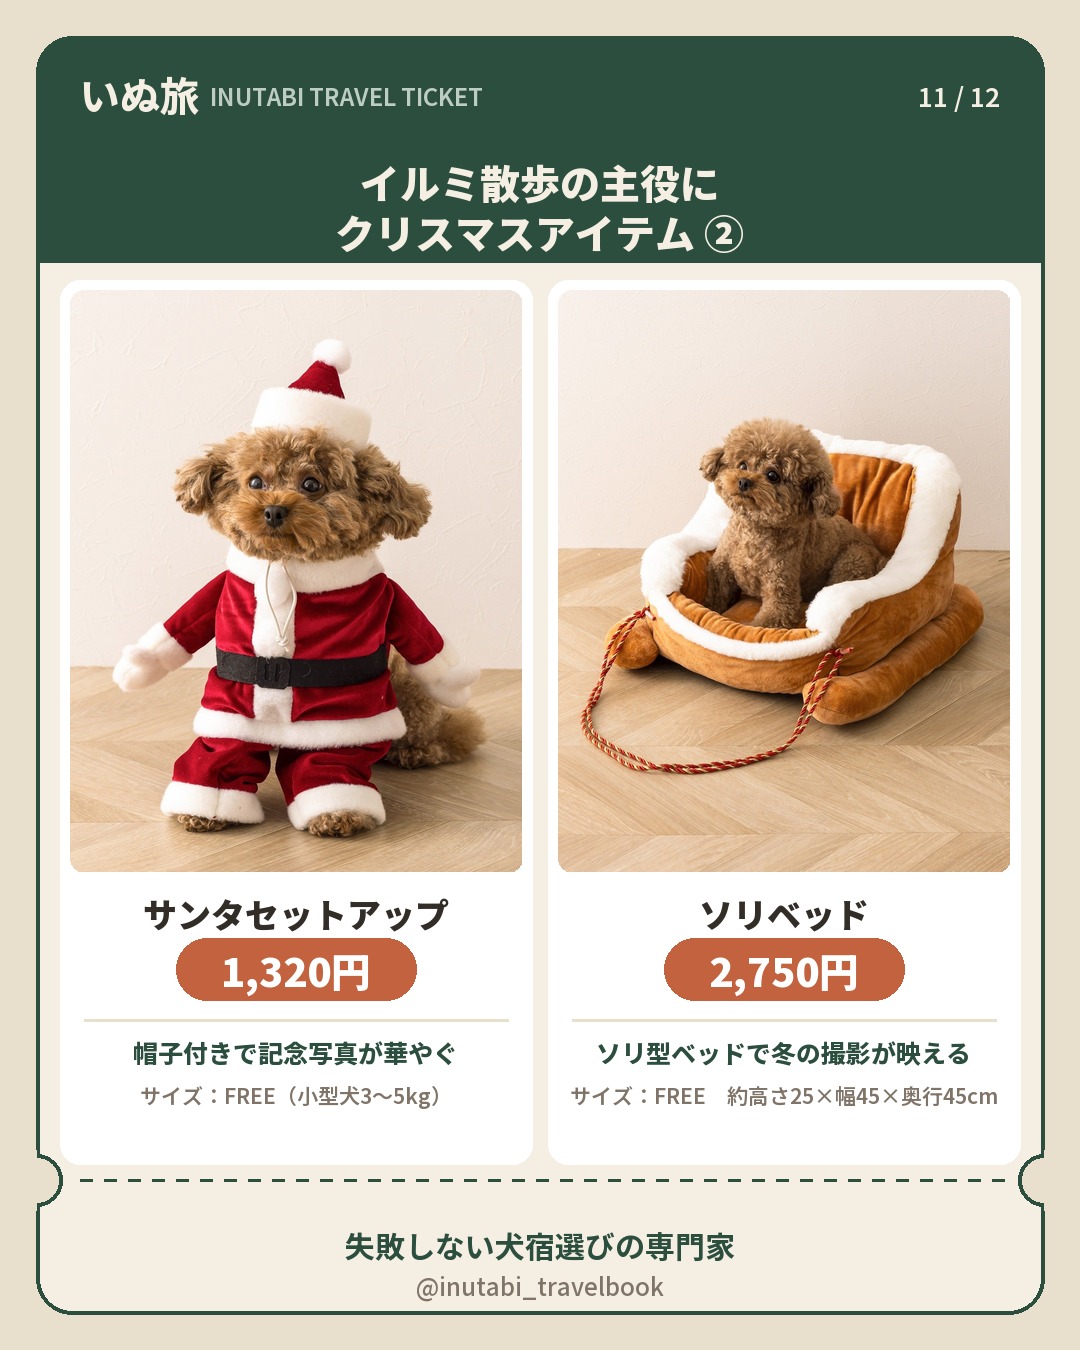 いぬ旅 INUTABI TRAVEL TICKET
11 / 12
イルミ散歩の主役に
クリスマスアイテム ②
サンタセットアップ
1,320円
帽子付きで記念写真が華やぐ
サイズ：FREE（小型犬3〜5kg）
ソリベッド
2,750円
ソリ型ベッドで冬の撮影が映える
サイズ：FREE　約高さ25×幅45×奥行45cm
失敗しない犬宿選びの専門家
@inutabi_travelbook